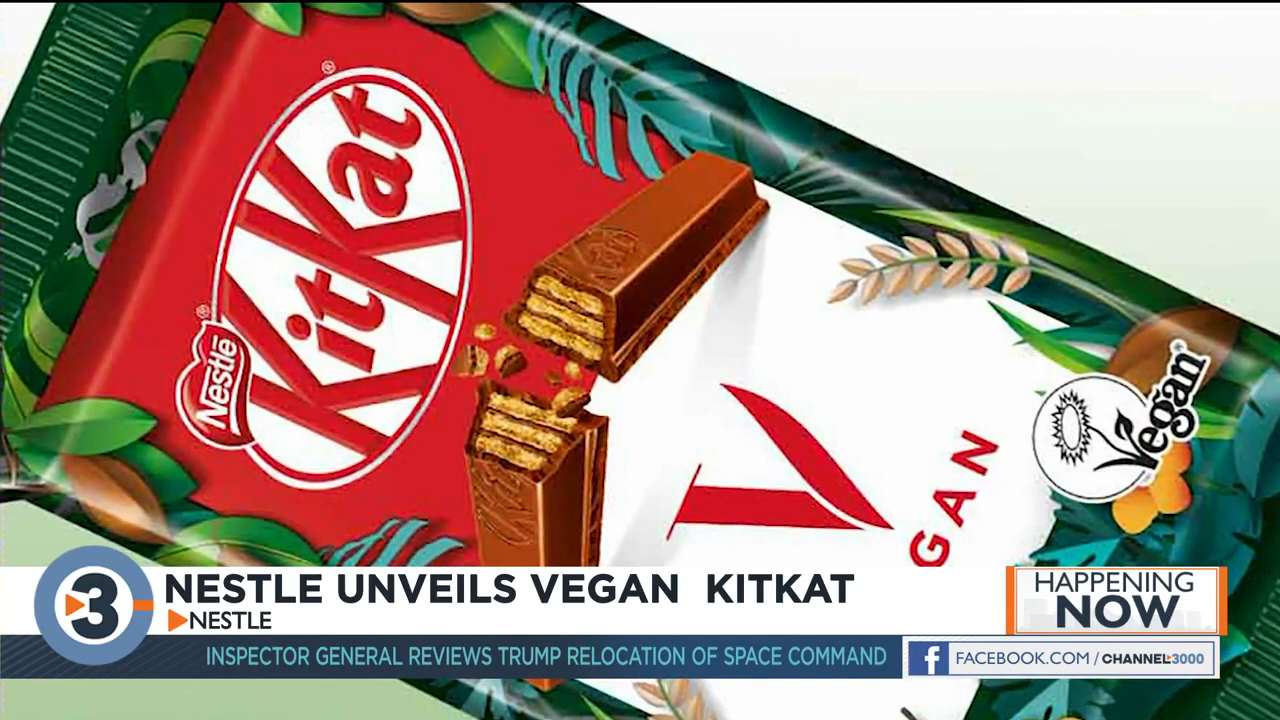 KitKat
®
Nestlé
®
V
GAN
Vegan®
3
NESTLE UNVEILS VEGAN KITKAT
NESTLE
HAPPENING
NOW
INSPECTOR GENERAL REVIEWS TRUMP RELOCATION OF SPACE COMMAND
f
FACEBOOK.COM / CHANNEL3000